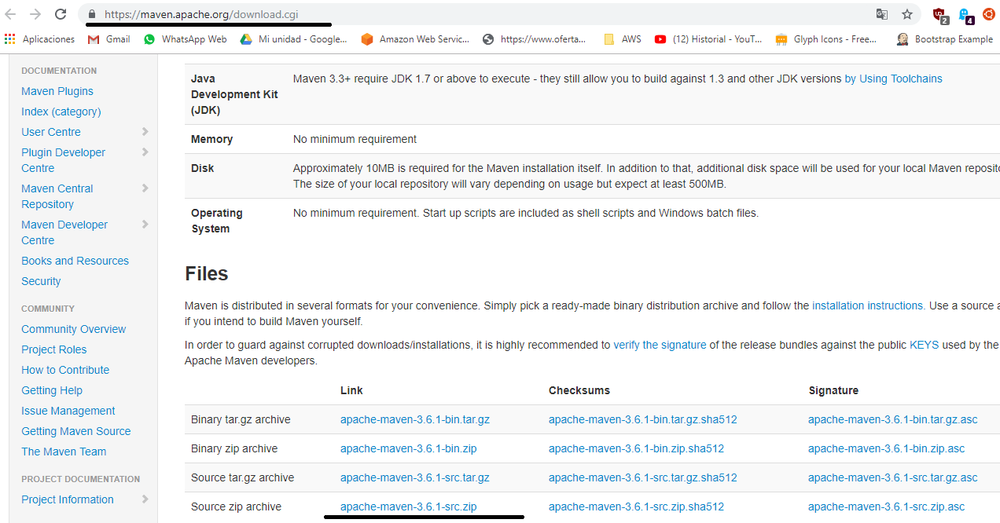 https://maven.apache.org/download.cgi
2
4
Aplicaciones
Gmail
WhatsApp Web
Mi unidad - Google...
Amazon Web Servic...
https://www.oferta...
AWS
(12) Historial - YouT...
Glyph Icons - Free...
Bootstrap Example
DOCUMENTATION
Maven Plugins
Index (category)
User Centre
Plugin Developer
Centre
Maven Central
Repository
Maven Developer
Centre
Books and Resources
Security
COMMUNITY
Community Overview
Project Roles
How to Contribute
Getting Help
Issue Management
Getting Maven Source
The Maven Team
PROJECT DOCUMENTATION
Project Information
Java
Development Kit
(JDK)
Maven 3.3+ require JDK 1.7 or above to execute - they still allow you to build against 1.3 and other JDK versions by Using Toolchains
Memory
No minimum requirement
Disk
Approximately 10MB is required for the Maven installation itself. In addition to that, additional disk space will be used for your local Maven reposito
The size of your local repository will vary depending on usage but expect at least 500MB.
Operating
System
No minimum requirement. Start up scripts are included as shell scripts and Windows batch files.
Files
Maven is distributed in several formats for your convenience. Simply pick a ready-made binary distribution archive and follow the installation instructions. Use a source a
if you intend to build Maven yourself.
In order to guard against corrupted downloads/installations, it is highly recommended to verify the signature of the release bundles against the public KEYS used by the
Apache Maven developers.
Link Checksums Signature
Binary tar.gz archive apache-maven-3.6.1-bin.tar.gz apache-maven-3.6.1-bin.tar.gz.sha512 apache-maven-3.6.1-bin.tar.gz.asc
Binary zip archive apache-maven-3.6.1-bin.zip apache-maven-3.6.1-bin.zip.sha512 apache-maven-3.6.1-bin.zip.asc
Source tar.gz archive apache-maven-3.6.1-src.tar.gz apache-maven-3.6.1-src.tar.gz.sha512 apache-maven-3.6.1-src.tar.gz.asc
Source zip archive apache-maven-3.6.1-src.zip apache-maven-3.6.1-src.zip.sha512 apache-maven-3.6.1-src.zip.asc